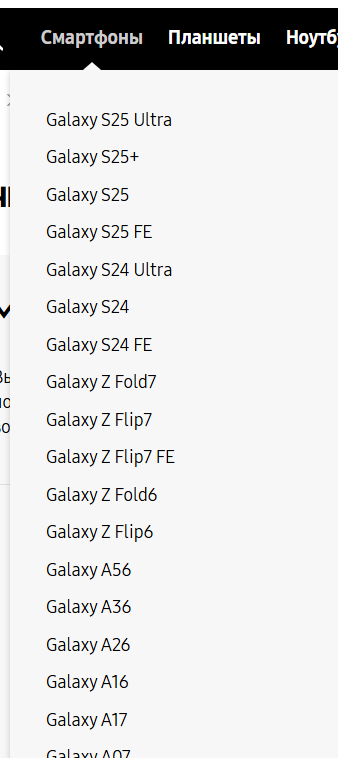 Смартфоны Планшеты
Galaxy S25 Ultra
Galaxy S25+
Galaxy S25
Galaxy S25 FE
Galaxy S24 Ultra
Galaxy S24
Galaxy S24 FE
Galaxy Z Fold7
Galaxy Z Flip7
Galaxy Z Flip7 FE
Galaxy Z Fold6
Galaxy Z Flip6
Galaxy A56
Galaxy A36
Galaxy A26
Galaxy A16
Galaxy A17
Galaxy A07